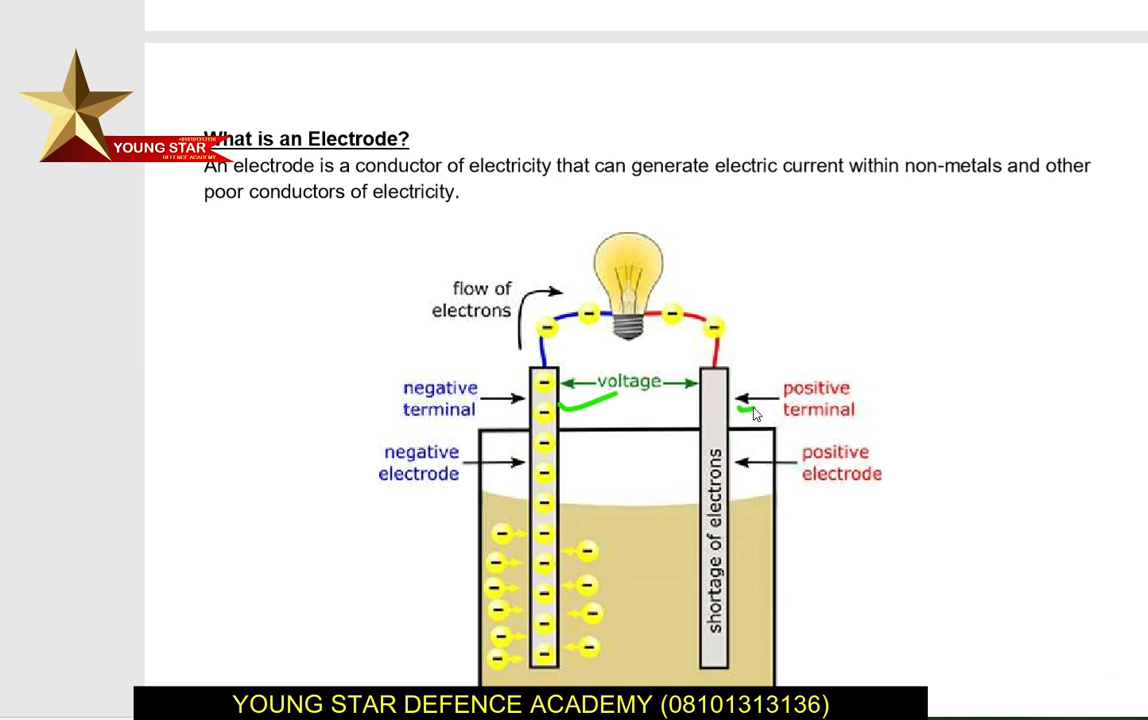 What is an Electrode?
+918101313136
YOUNG STAR
DEFENCE ACADEMY
An electrode is a conductor of electricity that can generate electric current within non-metals and other
poor conductors of electricity.
flow of
electrons
voltage
negative
terminal
positive
terminal
negative
electrode
positive
electrode
shortage of electrons
YOUNG STAR DEFENCE ACADEMY (08101313136)